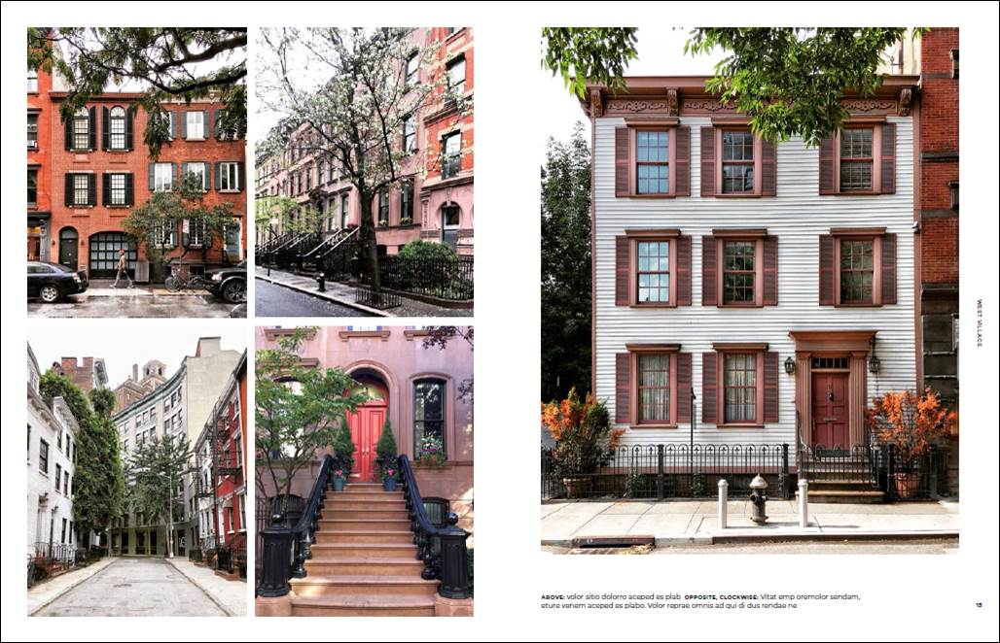 WEST VILLAGE
ABOVE: volor sitio dolorro aceped es plab OPPOSITE, CLOCKWISE: Vitat emp oremolor sendam,
eture venem aceped es plabo. Volor reprae omnis ad qui di dus rendae ne
15